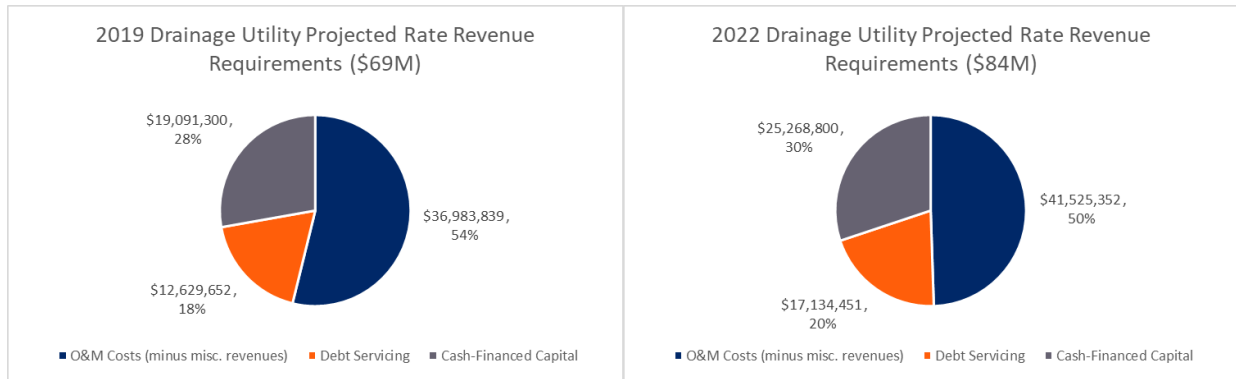 2019 Drainage Utility Projected Rate Revenue
Requirements ($69M)
$19,091,300,
28%
$36,983,839,
54%
$12,629,652,
18%
O&M Costs (minus misc. revenues) Debt Servicing Cash-Financed Capital
2022 Drainage Utility Projected Rate Revenue
Requirements ($84M)
$25,268,800,
30%
$41,525,352,
50%
$17,134,451,
20%
O&M Costs (minus misc. revenues) Debt Servicing Cash-Financed Capital